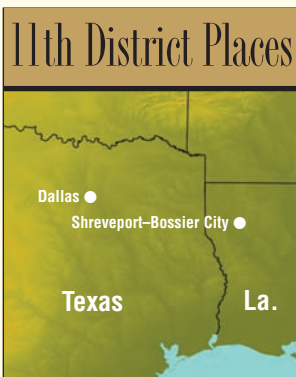 11th District Places
Dallas
Shreveport–Bossier City
Texas
La.